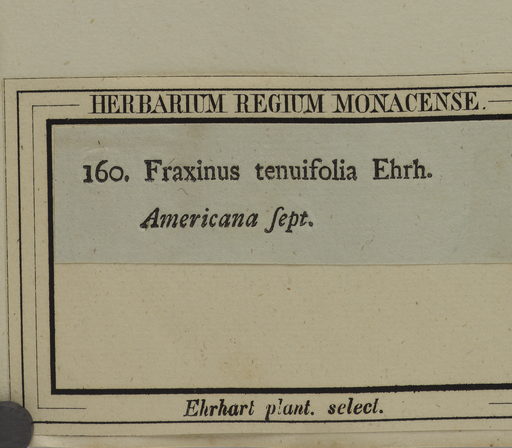 HERBARIUM REGIUM MONACENSE.
160. Fraxinus tenuifolia Ehrh.
Americana ſept.
Ehrhart plant. select.